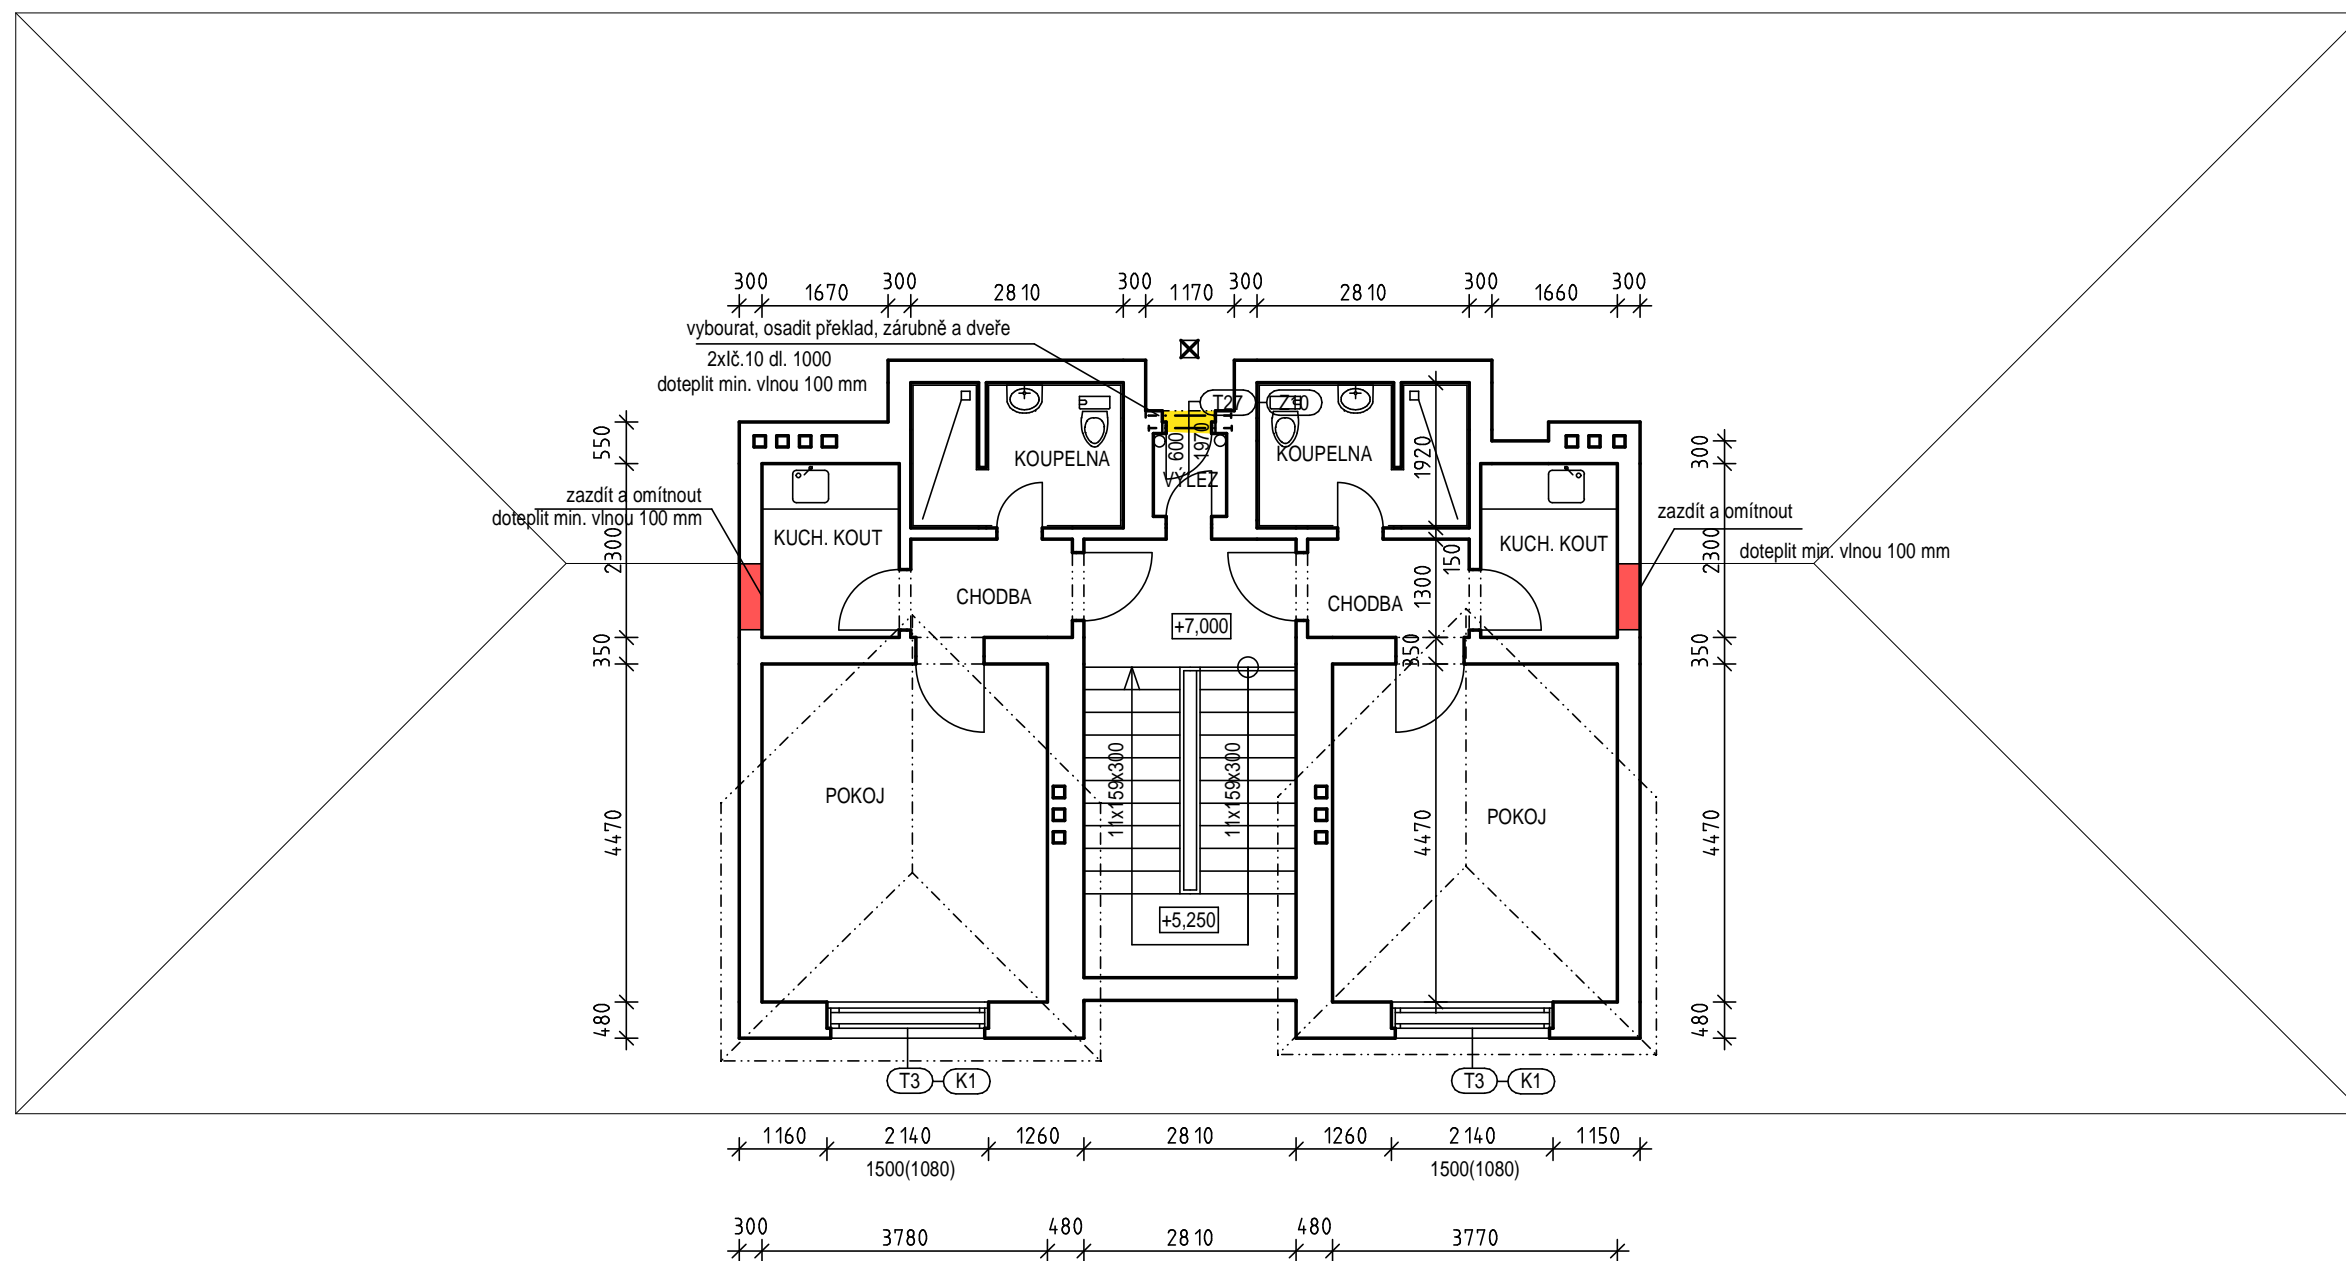 300 300 300 300 300 300
1670 2810 1170 2810 1660
vybourat, osadit překlad, zárubně a dveře
2xIč.10 dl. 1000
doteplit min. vlnou 100 mm
T27 Z10
550
600
1970
1920
300
KOUPELNA
KOUPELNA
VÝLEZ
zazdít a omítnout
doteplit min. vlnou 100 mm
zazdít a omítnout
doteplit min. vlnou 100 mm
KUCH. KOUT
KUCH. KOUT
2300
150
2300
1300
CHODBA
CHODBA
+7,000
350
350
350
11x159x300
11x159x300
POKOJ
POKOJ
4470
4470
4470
+5,250
480
480
T3 K1
T3 K1
1160 2140 1260 2810 1260 2140 1150
1500(1080) 1500(1080)
300 480 480
3780 2810 3770